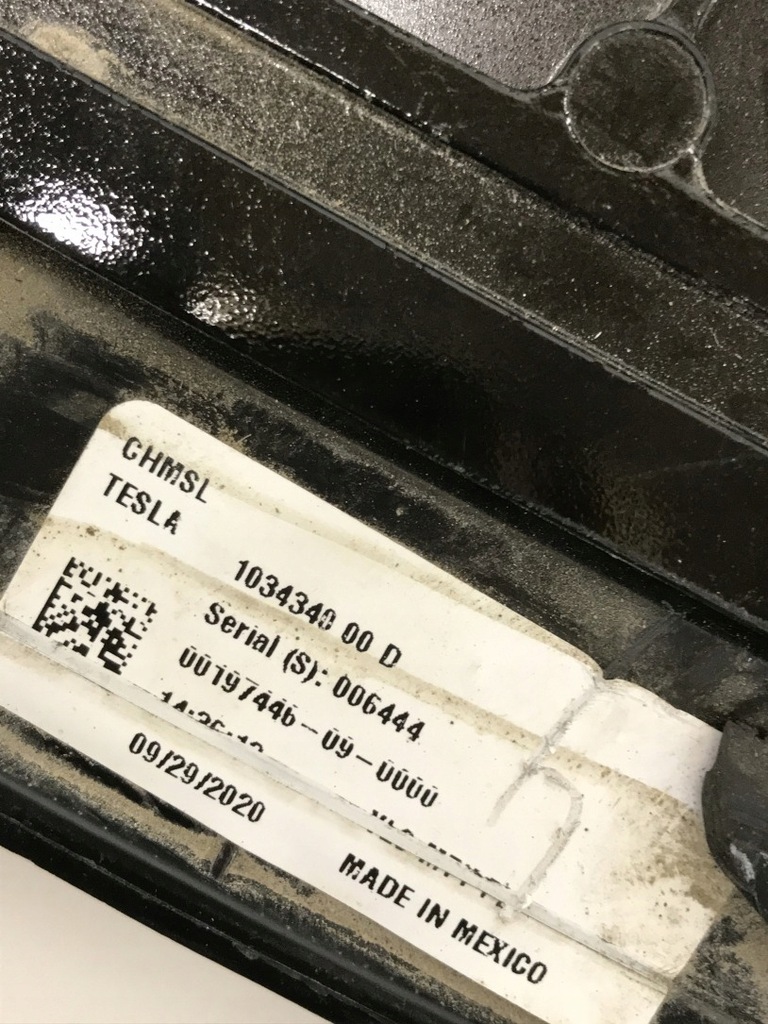 CHMSL
TESLA
1034340 00 D
Serial (S): 006444
00197446-09-0000
09/29/2020
MADE IN MEXICO